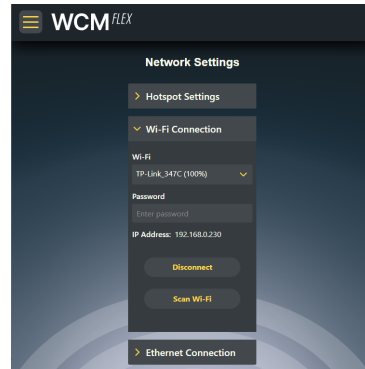 WCM FLEX
Network Settings
Hotspot Settings
Wi-Fi Connection
Wi-Fi
TP-Link_347C (100%)
Password
Enter password
IP Address: 192.168.0.230
Disconnect
Scan Wi-Fi
Ethernet Connection